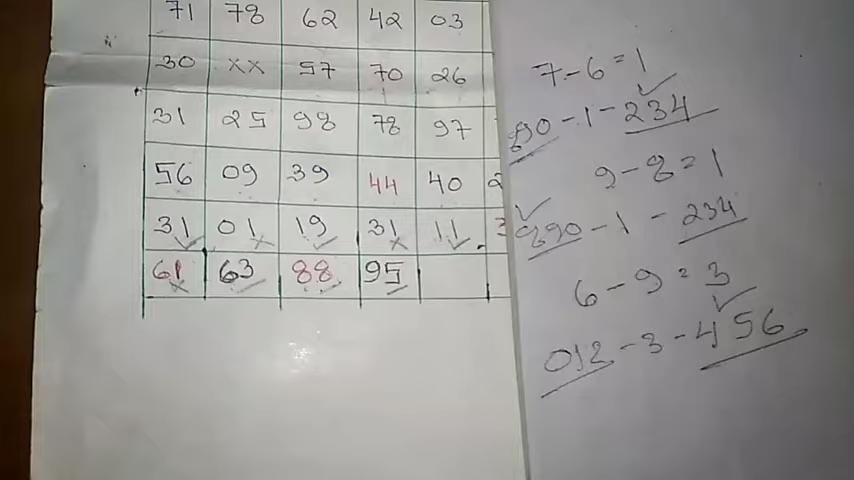 71 78 62 42 03
30 xx 57 70 26
31 25 98 78 97
56 09 39 44 40
31 01 19 31 11
61 63 88 95
7-6=1
890-1-234
9-8=1
890-1-234
6-9=3
012-3-456